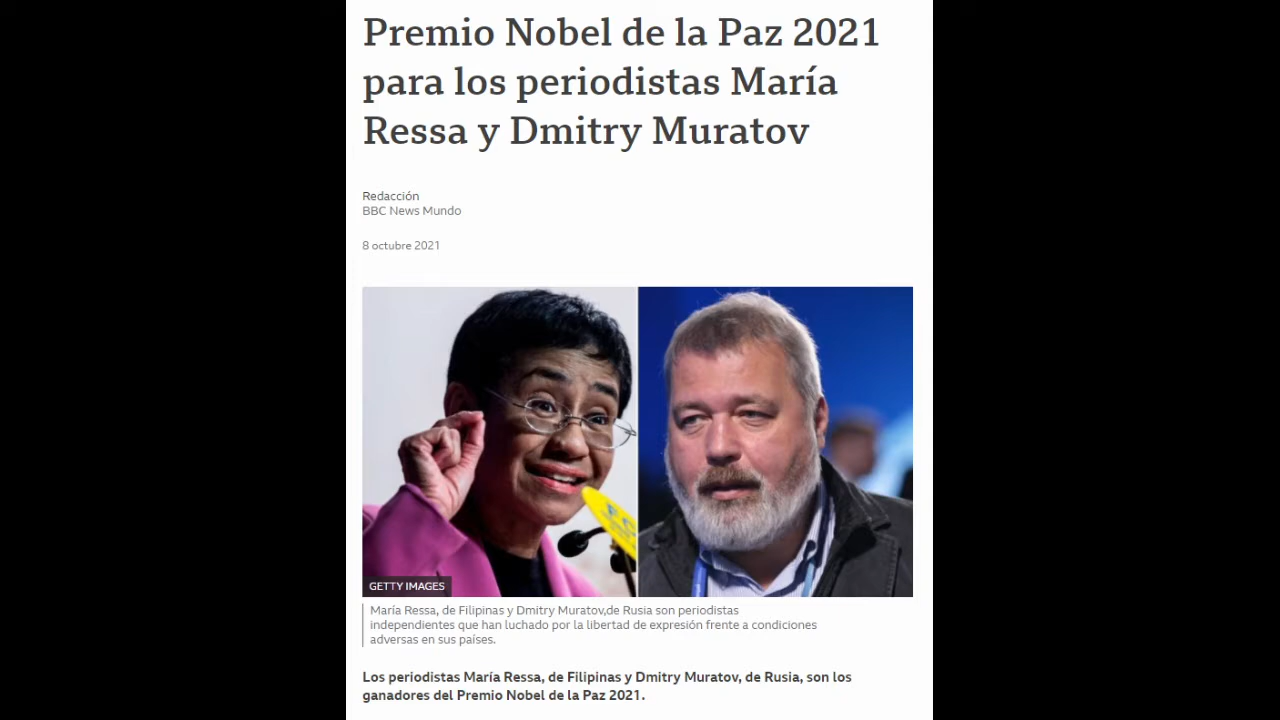 Premio Nobel de la Paz 2021
para los periodistas María
Ressa y Dmitry Muratov
Redacción
BBC News Mundo
8 octubre 2021
GETTY IMAGES
María Ressa, de Filipinas y Dmitry Muratov,de Rusia son periodistas
independientes que han luchado por la libertad de expresión frente a condiciones
adversas en sus países.
Los periodistas María Ressa, de Filipinas y Dmitry Muratov, de Rusia, son los
ganadores del Premio Nobel de la Paz 2021.